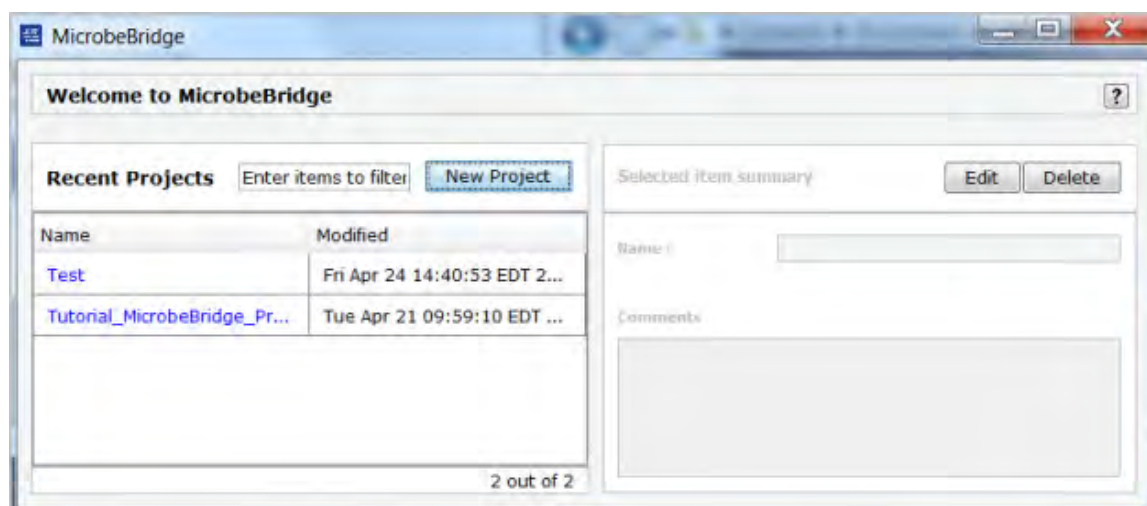 MicrobeBridge
Welcome to MicrobeBridge
?
Recent Projects Enter items to filter New Project
Name Modified
Test Fri Apr 24 14:40:53 EDT 2...
Tutorial_MicrobeBridge_Pr... Tue Apr 21 09:59:10 EDT ...
2 out of 2
Selected item summary Edit Delete
Name :
Comments